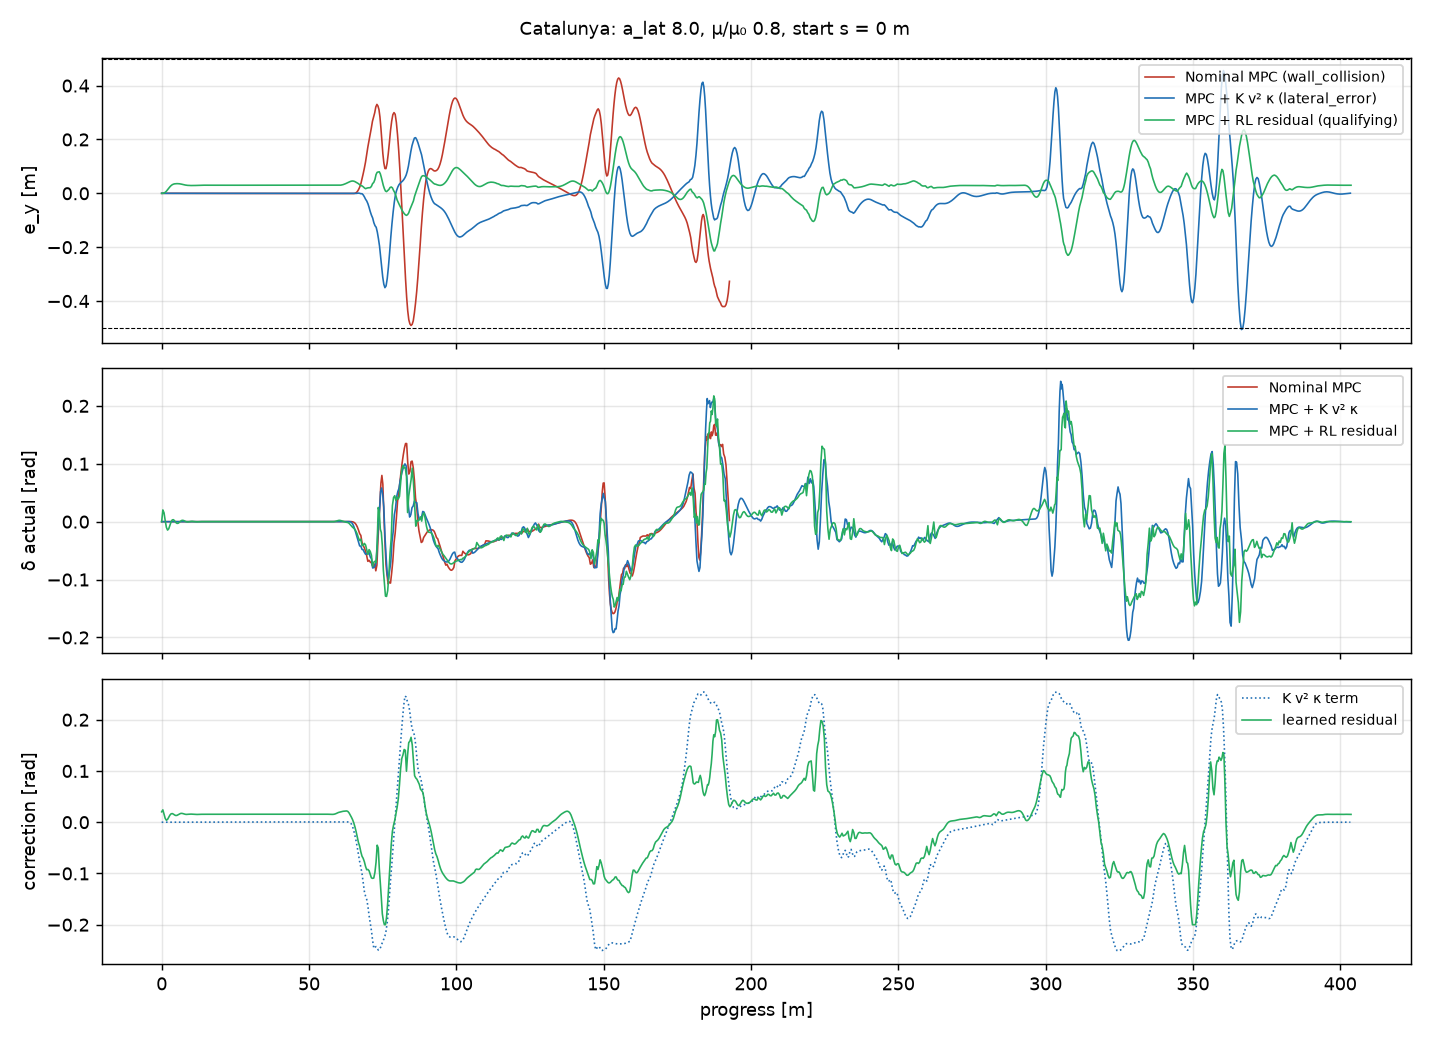 Catalunya: a_lat 8.0, μ/μ₀ 0.8, start s = 0 m
e_y [m]
0.4
0.2
0.0
−0.2
−0.4
Nominal MPC (wall_collision)
MPC + K v² κ (lateral_error)
MPC + RL residual (qualifying)
δ actual [rad]
0.2
0.1
0.0
−0.1
−0.2
Nominal MPC
MPC + K v² κ
MPC + RL residual
correction [rad]
0.2
0.1
0.0
−0.1
−0.2
K v² κ term
learned residual
0 50 100 150 200 250 300 350 400
progress [m]